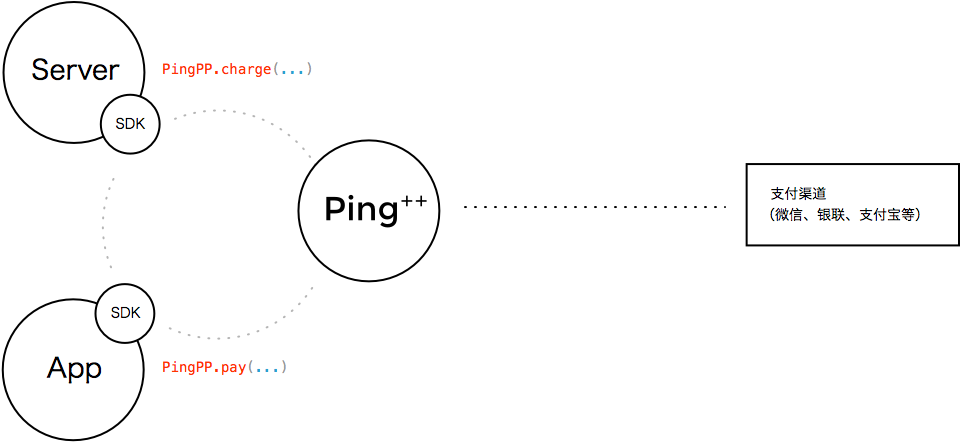 Server
PingPP.charge(...)
SDK
支付渠道
Ping++
(微信、银联、支付宝等)
SDK
App
PingPP.pay(...)